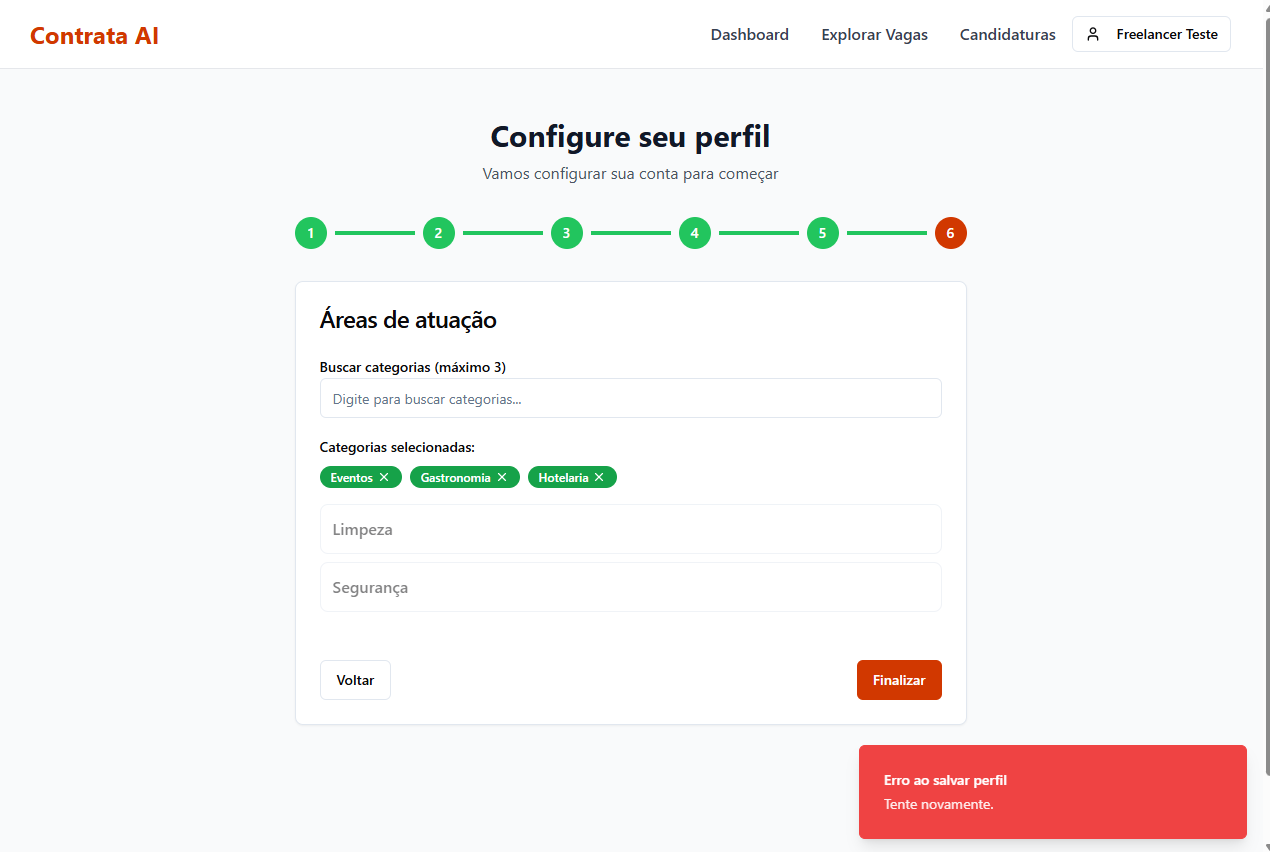 Contrata AI
Dashboard
Explorar Vagas
Candidaturas
Freelancer Teste
Configure seu perfil
Vamos configurar sua conta para começar
1 2 3 4 5 6
Áreas de atuação
Buscar categorias (máximo 3)
Digite para buscar categorias...
Categorias selecionadas:
Eventos
Gastronomia
Hotelaria
Limpeza
Segurança
Voltar
Finalizar
Erro ao salvar perfil
Tente novamente.